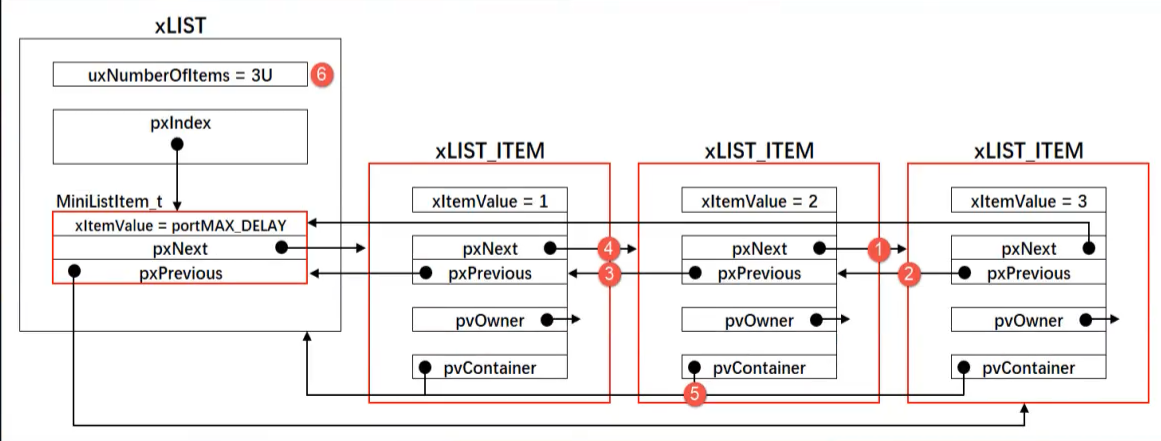 xLIST
uxNumberOfItems = 3U
6
pxIndex
MiniListItem_t
xItemValue = portMAX_DELAY
pxNext
pxPrevious
xLIST_ITEM
xItemValue = 1
pxNext
4
pxPrevious
3
pvOwner
pvContainer
xLIST_ITEM
xItemValue = 2
pxNext
1
pxPrevious
2
pvOwner
pvContainer
5
xLIST_ITEM
xItemValue = 3
pxNext
pxPrevious
pvOwner
pvContainer